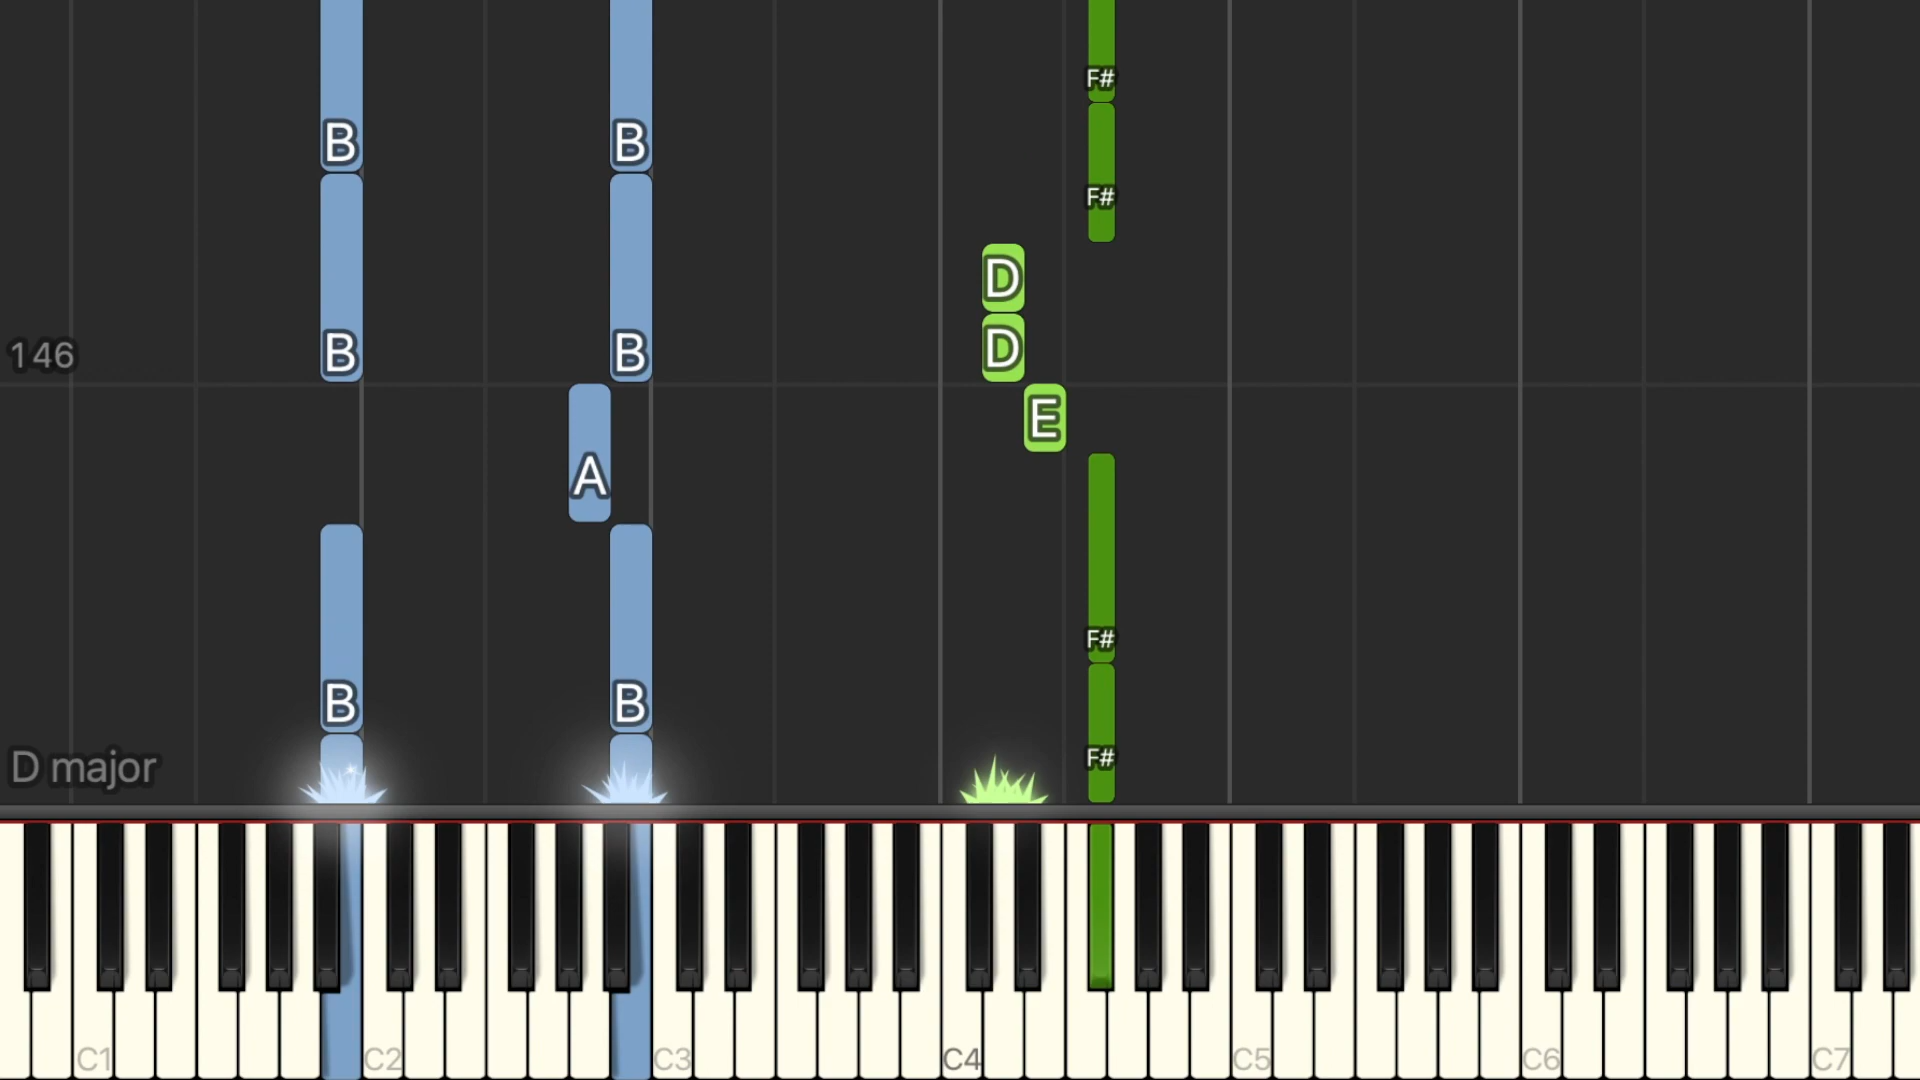 F#
B B
F#
D
B B D
146
E
A
F#
B B
F#
D major
C1 C2 C3 C4 C5 C6 C7